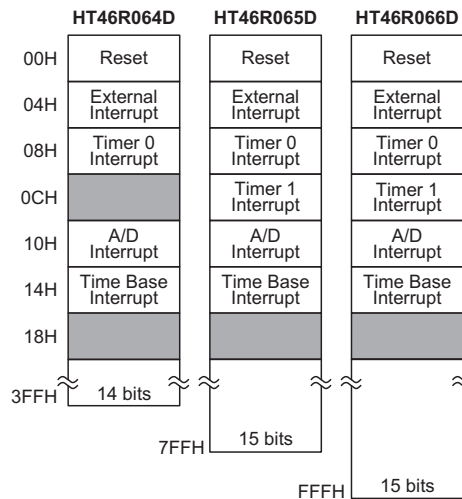 HT46R064D HT46R065D HT46R066D
00H Reset Reset Reset
04H External Interrupt External Interrupt External Interrupt
08H Timer 0 Interrupt Timer 0 Interrupt Timer 0 Interrupt
0CH Timer 1 Interrupt Timer 1 Interrupt
10H A/D Interrupt A/D Interrupt A/D Interrupt
14H Time Base Interrupt Time Base Interrupt Time Base Interrupt
18H
3FFH 14 bits
7FFH 15 bits
FFFH 15 bits